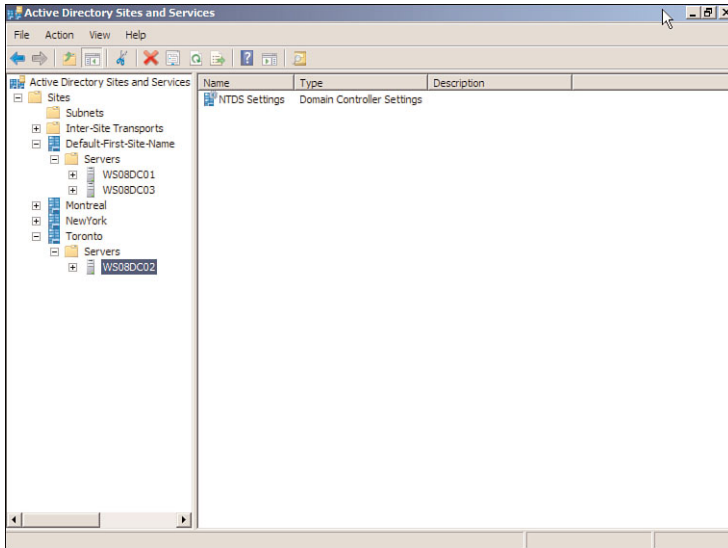 Active Directory Sites and Services
File Action View Help
Active Directory Sites and Services
Sites
Subnets
Inter-Site Transports
Default-First-Site-Name
Servers
WS08DC01
WS08DC03
Montreal
NewYork
Toronto
Servers
WS08DC02
Name Type Description
NTDS Settings Domain Controller Settings